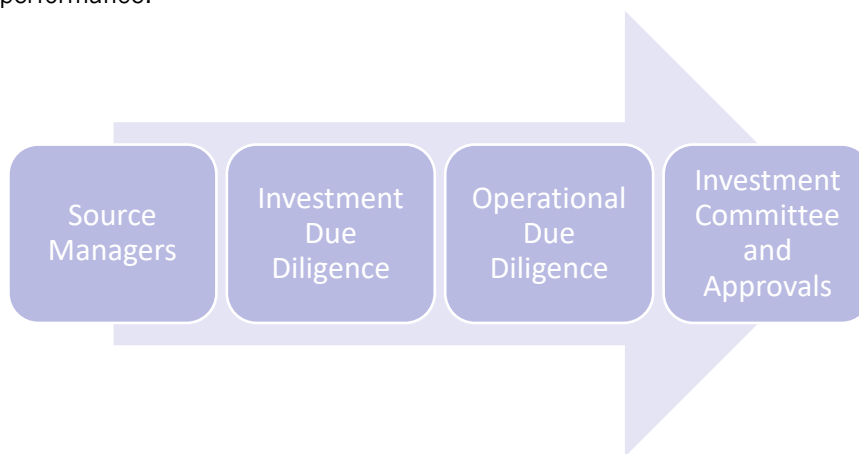 performance.
Source
Managers
Investment
Due
Diligence
Operational
Due
Diligence
Investment
Committee
and
Approvals